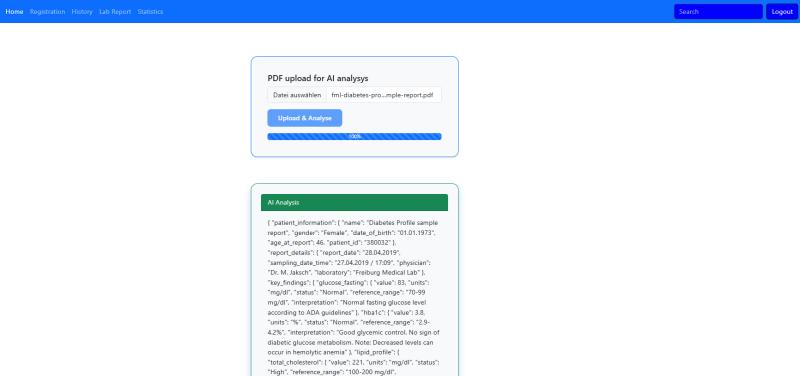 Home Registration History Lab Report Statistics Search Logout
PDF upload for AI analysys
Datei auswählen fml-diabetes-pro...mple-report.pdf
Upload & Analyse
100%
AI Analysis
{ "patient_information": { "name": "Diabetes Profile sample
report", "gender": "Female", "date_of_birth": "01.01.1973",
"age_at_report": 46, "patient_id": "380032" },
"report_details": { "report_date": "28.04.2019",
"sampling_date_time": "27.04.2019 / 17:09", "physician":
"Dr. M. Jaksch", "laboratory": "Freiburg Medical Lab" },
"key_findings": { "glucose_fasting": { "value": 83, "units":
"mg/dl", "status": "Normal", "reference_range": "70-99
mg/dl", "interpretation": "Normal fasting glucose level
according to ADA guidelines" }, "hba1c": { "value": 3.8,
"units": "%", "status": "Normal", "reference_range": "2.9-
4.2%", "interpretation": "Good glycemic control. No sign of
diabetic glucose metabolism. Note: Decreased levels can
occur in hemolytic anemia" }, "lipid_profile": {
"total_cholesterol": { "value": 221, "units": "mg/dl", "status":
"High", "reference_range": "100-200 mg/dl",